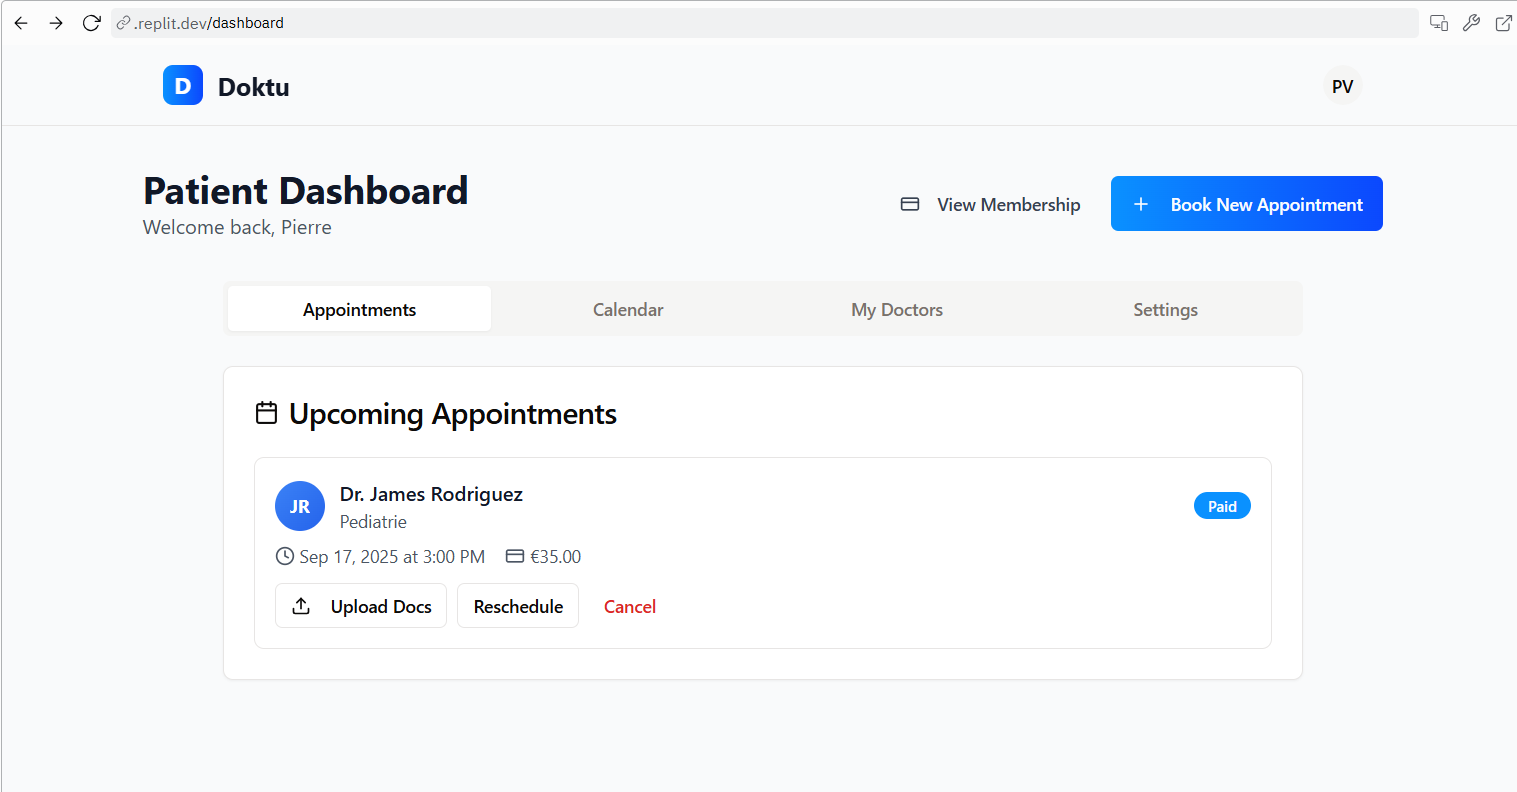 .replit.dev/dashboard
D Doktu
PV
Patient Dashboard
Welcome back, Pierre
View Membership
+ Book New Appointment
Appointments
Calendar
My Doctors
Settings
Upcoming Appointments
JR
Dr. James Rodriguez
Pediatrie
Paid
Sep 17, 2025 at 3:00 PM
€35.00
Upload Docs
Reschedule
Cancel